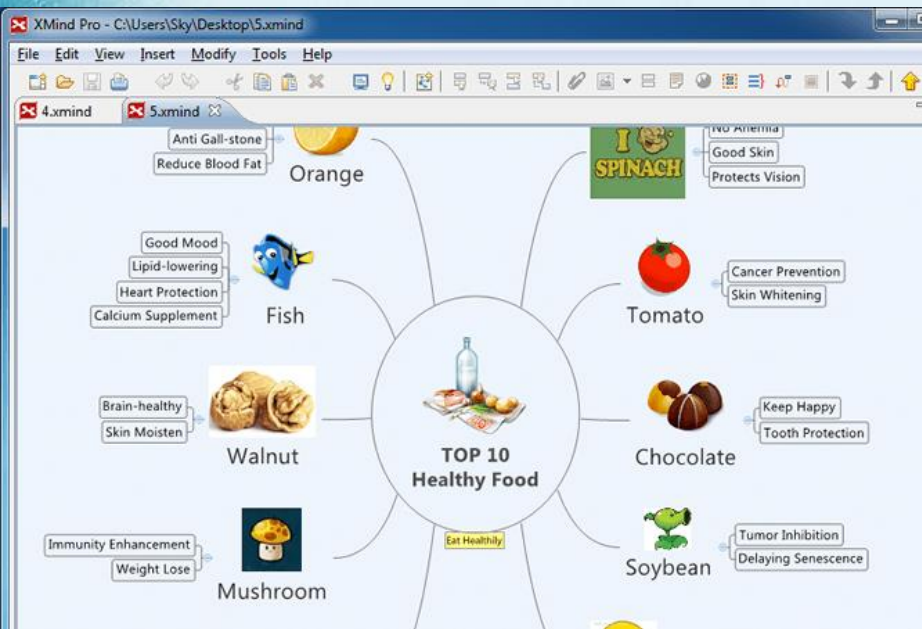 XMind Pro - C:\Users\Sky\Desktop\5.xmind
File Edit View Insert Modify Tools Help
4.xmind 5.xmind
Anti Gall-stone
Reduce Blood Fat
Orange
I
SPINACH
No Anemia
Good Skin
Protects Vision
Good Mood
Lipid-lowering
Heart Protection
Calcium Supplement
Fish
Tomato
Cancer Prevention
Skin Whitening
Brain-healthy
Skin Moisten
Walnut
TOP 10
Healthy Food
Chocolate
Keep Happy
Tooth Protection
Eat Healthily
Immunity Enhancement
Weight Lose
Mushroom
Soybean
Tumor Inhibition
Delaying Senescence